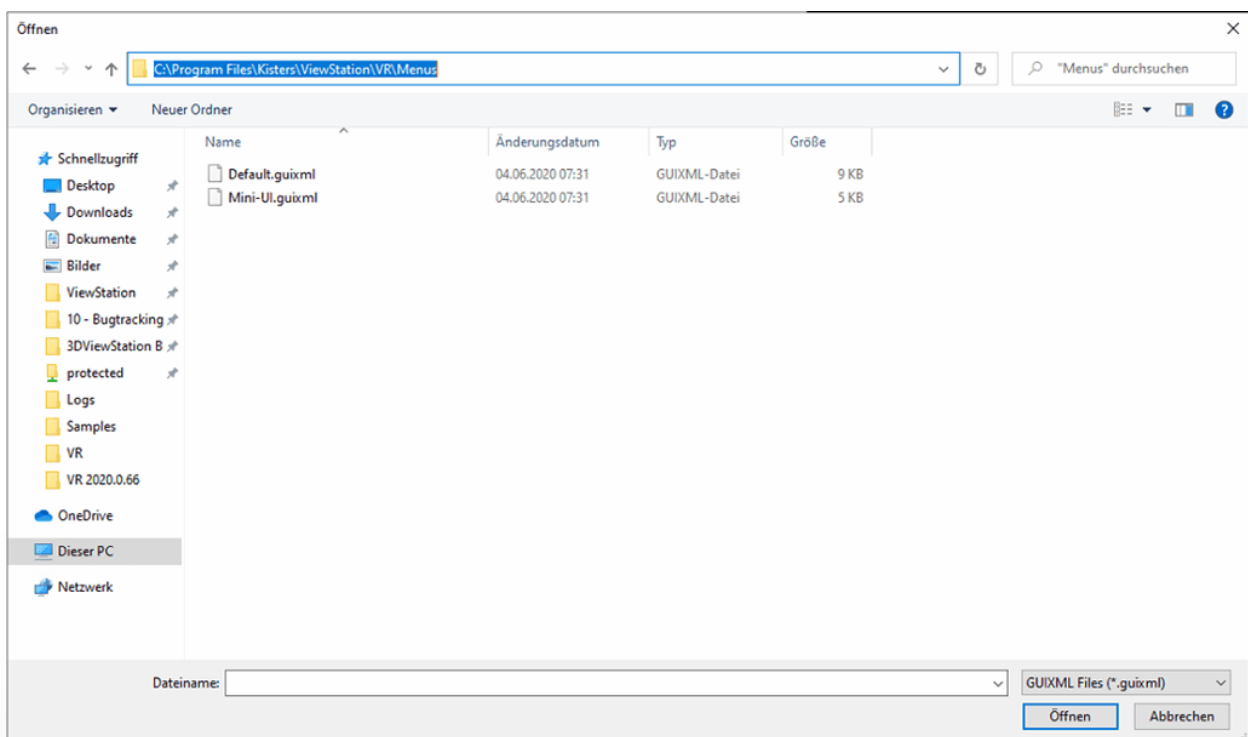 Öffnen
C:\Program Files\Kisters\ViewStation\VR\Menus
"Menus" durchsuchen
Organisieren
Neuer Ordner
Name
Änderungsdatum
Typ
Größe
Default.guixml
04.06.2020 07:31
GUIXML-Datei
9 KB
Mini-UI.guixml
04.06.2020 07:31
GUIXML-Datei
5 KB
Schnellzugriff
Desktop
Downloads
Dokumente
Bilder
ViewStation
10 - Bugtracking
3DViewStation B
protected
Logs
Samples
VR
VR 2020.0.66
OneDrive
Dieser PC
Netzwerk
Dateiname:
GUIXML Files (*.guixml)
Öffnen
Abbrechen